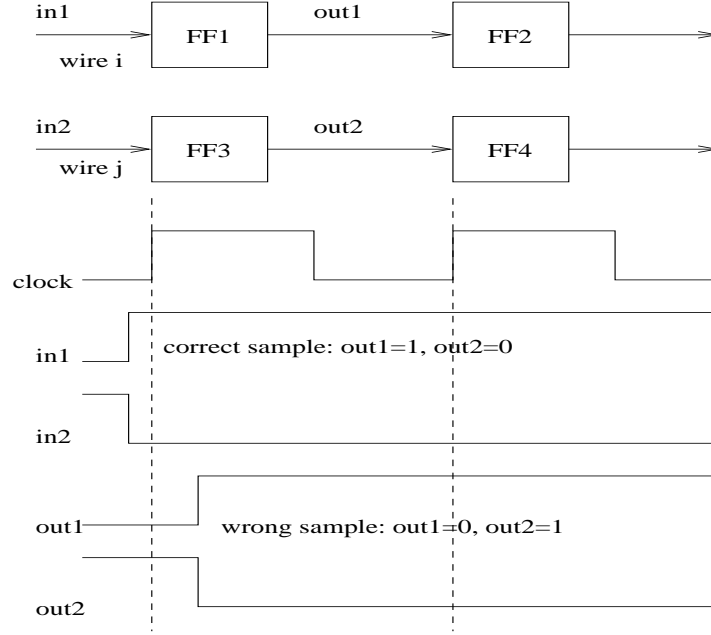 in1
out1
FF1
FF2
wire i
in2
out2
FF3
FF4
wire j
clock
in1
correct sample: out1=1, out2=0
in2
out1
wrong sample: out1=0, out2=1
out2